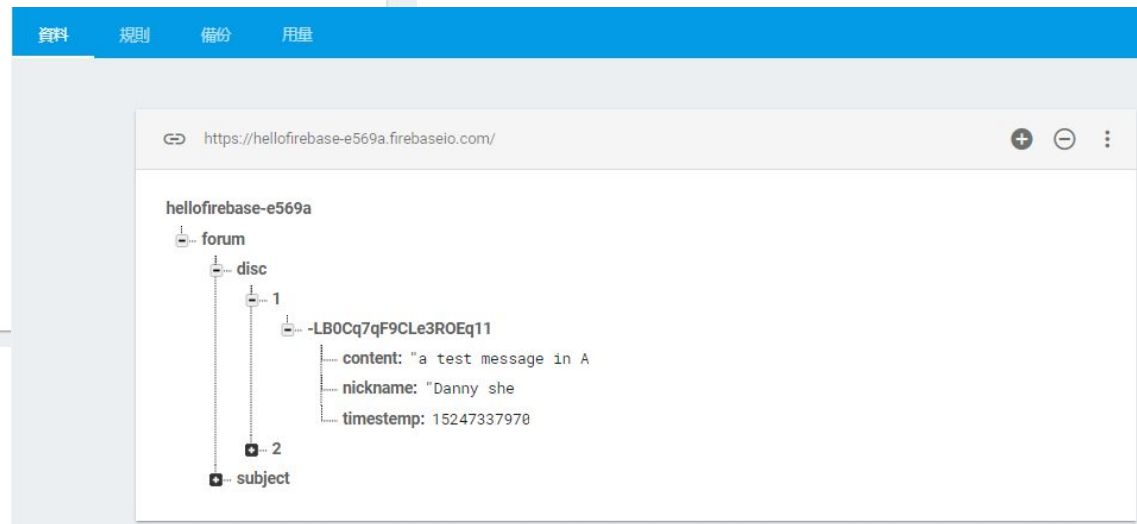 資料 規則 備份 用量
https://hellofirebase-e569a.firebaseio.com/
hellofirebase-e569a
forum
disc
1
-LB0Cq7qF9CLe3ROEq11
content: "a test message in A
nickname: "Danny she
timestemp: 15247337970
2
subject